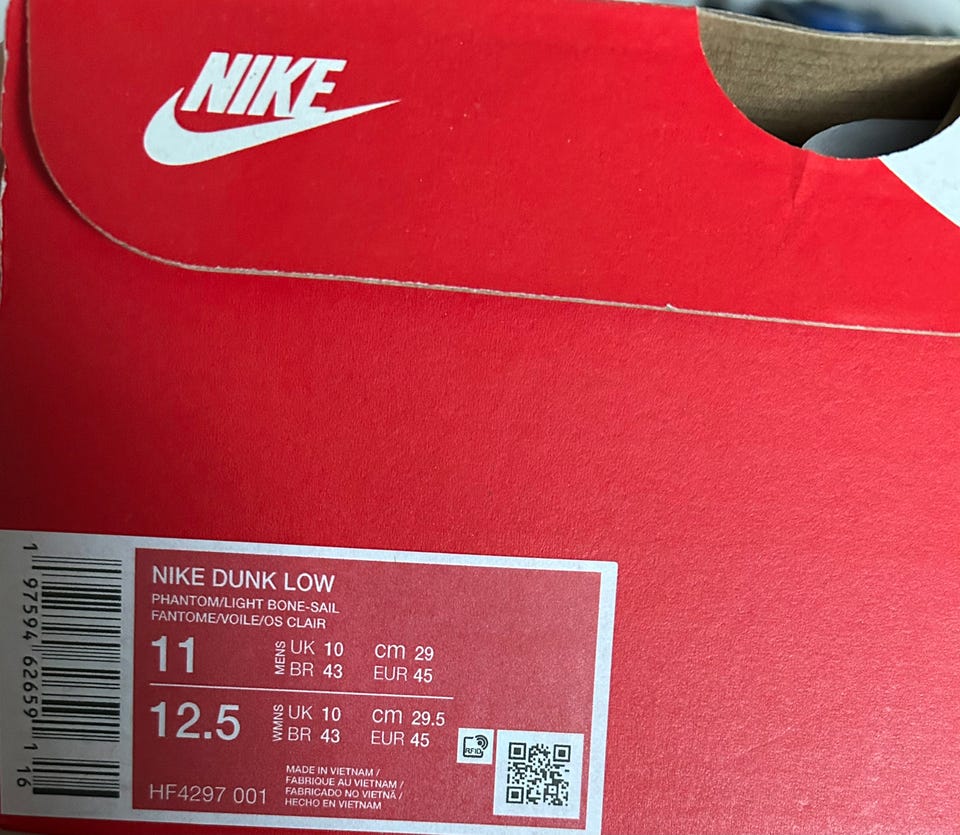 NIKE
NIKE DUNK LOW
PHANTOM/LIGHT BONE-SAIL
FANTOME/VOILE/OS CLAIR
11 MENS UK 10 cm 29
BR 43 EUR 45
12.5 WMNS UK 10 cm 29.5
BR 43 EUR 45
RFID
HF4297 001
MADE IN VIETNAM /
FABRIQUE AU VIETNAM /
FABRICADO NO VIETNÃ /
HECHO EN VIETNAM
1 97594 62659 1 16